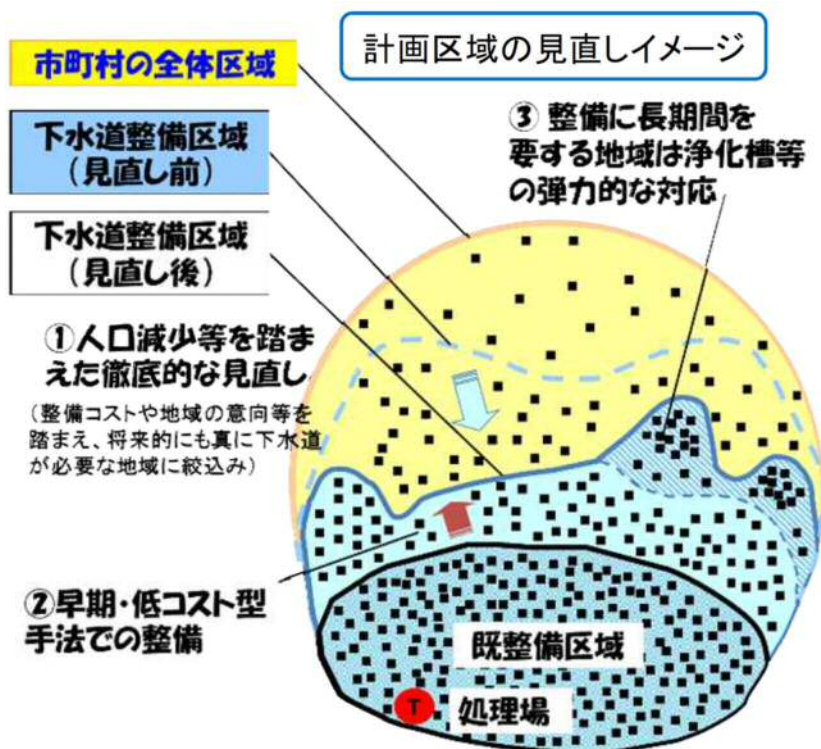 計画区域の見直しイメージ
市町村の全体区域
下水道整備区域
（見直し前）
下水道整備区域
（見直し後）
③ 整備に長期間を
要する地域は浄化槽等
の弾力的な対応
①人口減少等を踏ま
えた徹底的な見直し
（整備コストや地域の意向等を
踏まえ、将来的にも真に下水道
が必要な地域に絞込み）
②早期・低コスト型
手法での整備
既整備区域
T 処理場